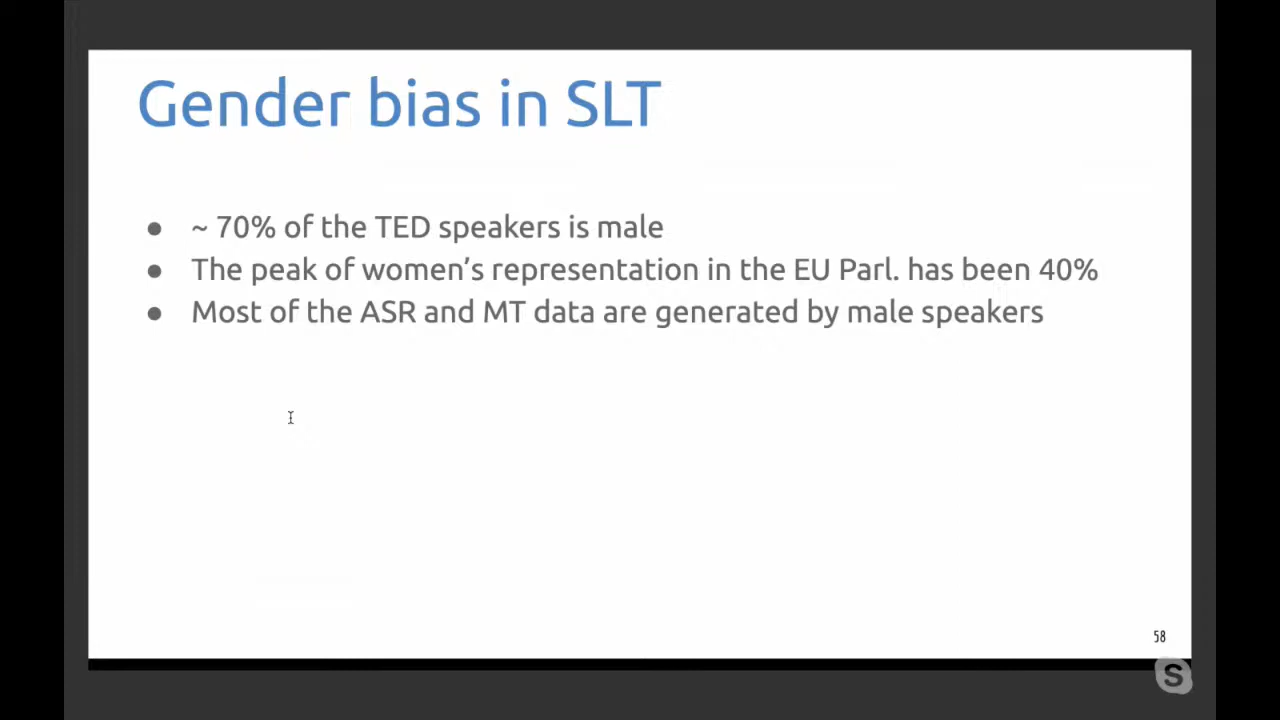 Gender bias in SLT
● ~ 70% of the TED speakers is male
● The peak of women’s representation in the EU Parl. has been 40%
● Most of the ASR and MT data are generated by male speakers
58
S